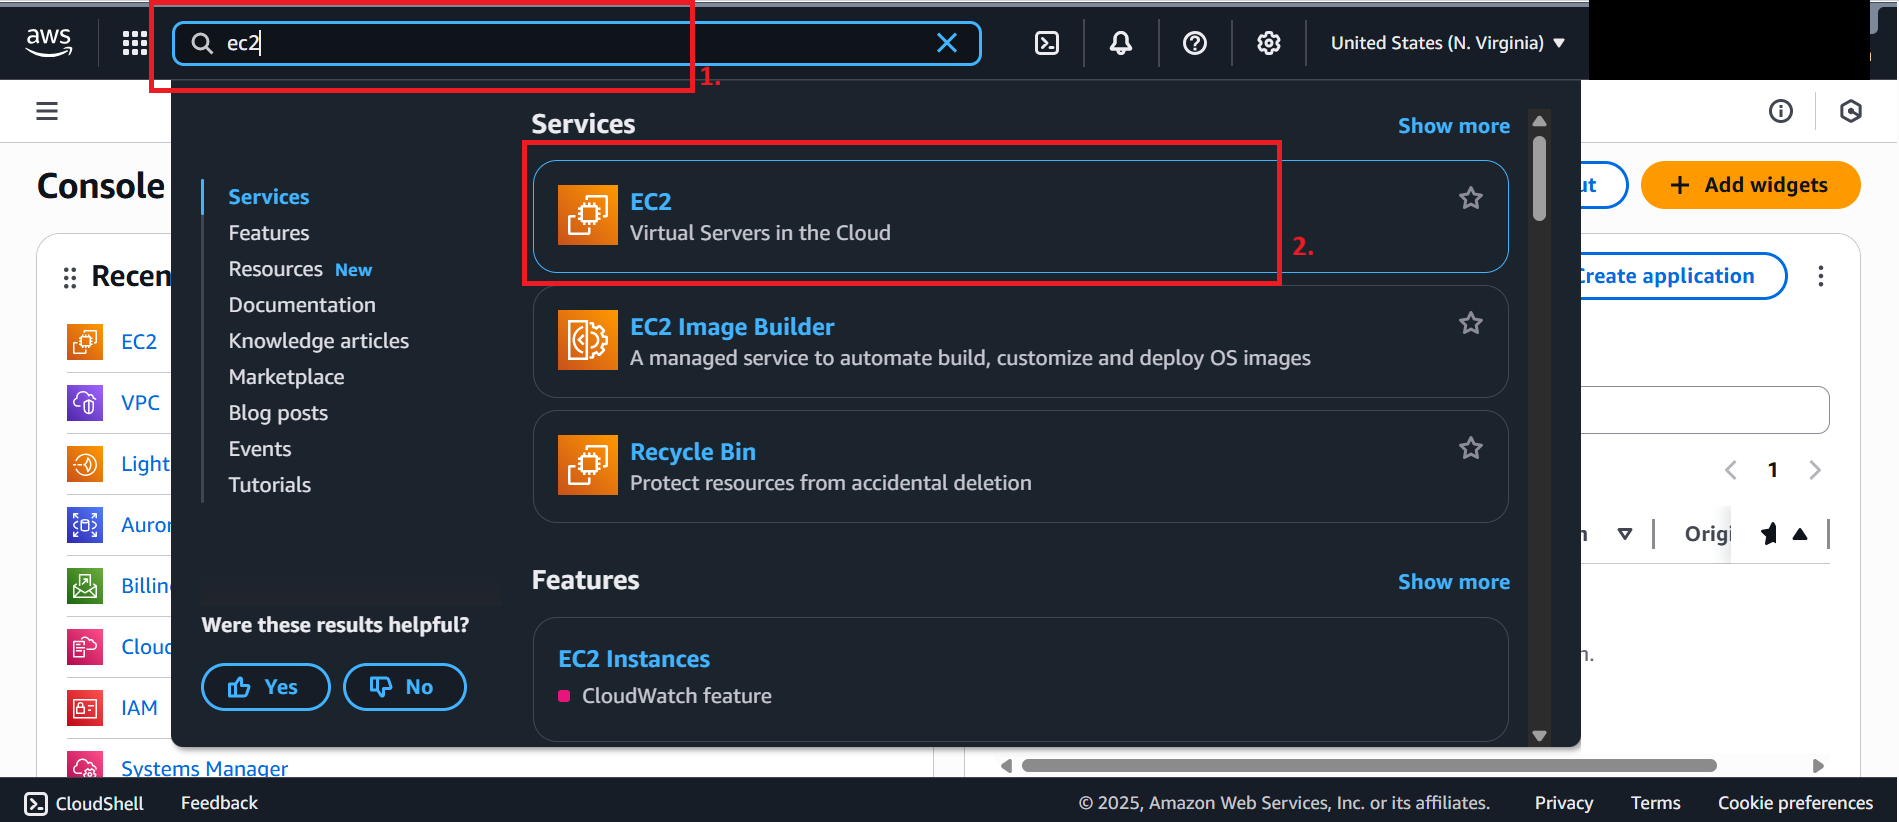 aws
ec2
United States (N. Virginia)
1.
Services
Show more
Console
Services
Features
Resources New
Documentation
Knowledge articles
Marketplace
Blog posts
Events
Tutorials
EC2
Virtual Servers in the Cloud
2.
EC2 Image Builder
A managed service to automate build, customize and deploy OS images
Recycle Bin
Protect resources from accidental deletion
Features
Show more
EC2 Instances
CloudWatch feature
Were these results helpful?
Yes
No
ut
Add widgets
Recen
Create application
EC2
VPC
Light
Auror
Billin
Cloud
IAM
Systems Manager
1
n
Origi
n.
CloudShell
Feedback
© 2025, Amazon Web Services, Inc. or its affiliates.
Privacy
Terms
Cookie preferences